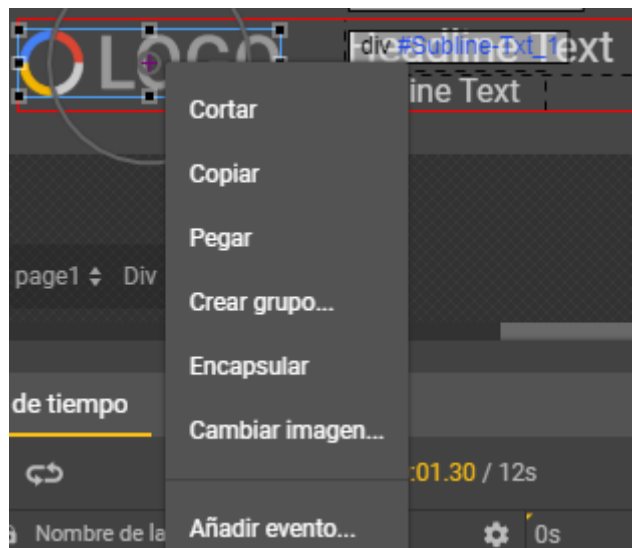 LOGO
div #Subline-Txt_1
Headline Text
ine Text
Cortar
Copiar
Pegar
page1 Div
Crear grupo...
Encapsular
de tiempo
Cambiar imagen...
:01.30 / 12s
Nombre de la
Añadir evento...
0s